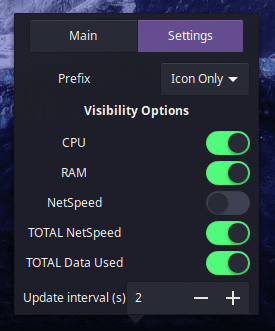 Main Settings
Prefix Icon Only
Visibility Options
CPU
RAM
NetSpeed
TOTAL NetSpeed
TOTAL Data Used
Update interval (s) 2 — +